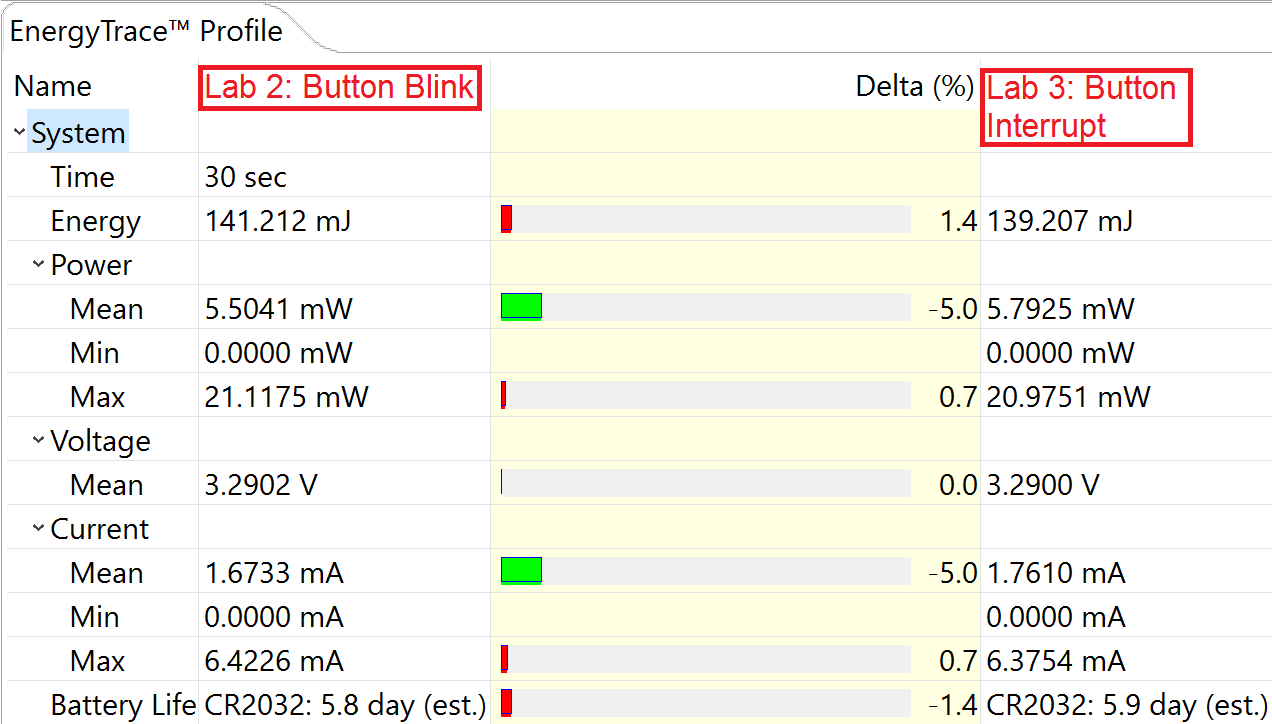 EnergyTrace™ Profile
Name Lab 2: Button Blink Delta (%) Lab 3: Button
Interrupt
System
Time 30 sec
Energy 141.212 mJ 1.4 139.207 mJ
Power
Mean 5.5041 mW -5.0 5.7925 mW
Min 0.0000 mW 0.0000 mW
Max 21.1175 mW 0.7 20.9751 mW
Voltage
Mean 3.2902 V 0.0 3.2900 V
Current
Mean 1.6733 mA -5.0 1.7610 mA
Min 0.0000 mA 0.0000 mA
Max 6.4226 mA 0.7 6.3754 mA
Battery Life CR2032: 5.8 day (est.) -1.4 CR2032: 5.9 day (est.)